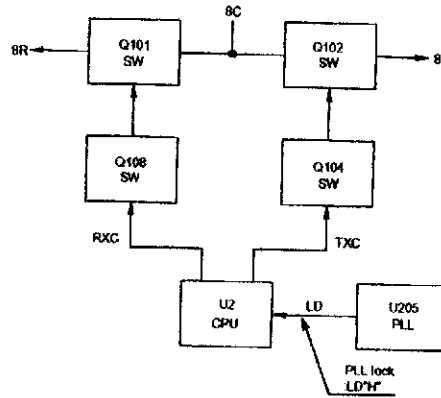 8C
8R
Q101
SW
Q102
SW
8
Q108
SW
Q104
SW
RXC
TXC
U2
CPU
LD
U205
PLL
PLL lock
:LD"H"